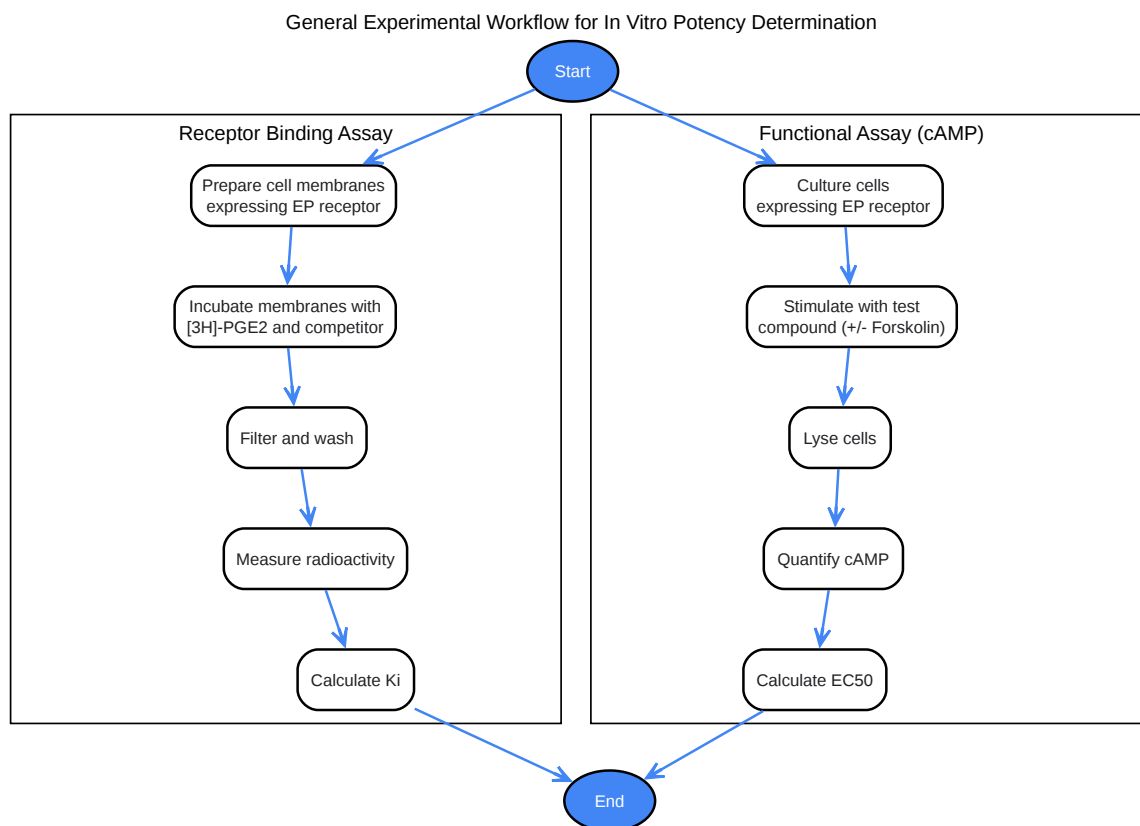 General Experimental Workflow for In Vitro Potency Determination
Start
Receptor Binding Assay
Prepare cell membranes
expressing EP receptor
Incubate membranes with
[3H]-PGE2 and competitor
Filter and wash
Measure radioactivity
Calculate Ki
Functional Assay (cAMP)
Culture cells
expressing EP receptor
Stimulate with test
compound (+/- Forskolin)
Lyse cells
Quantify cAMP
Calculate EC50
End